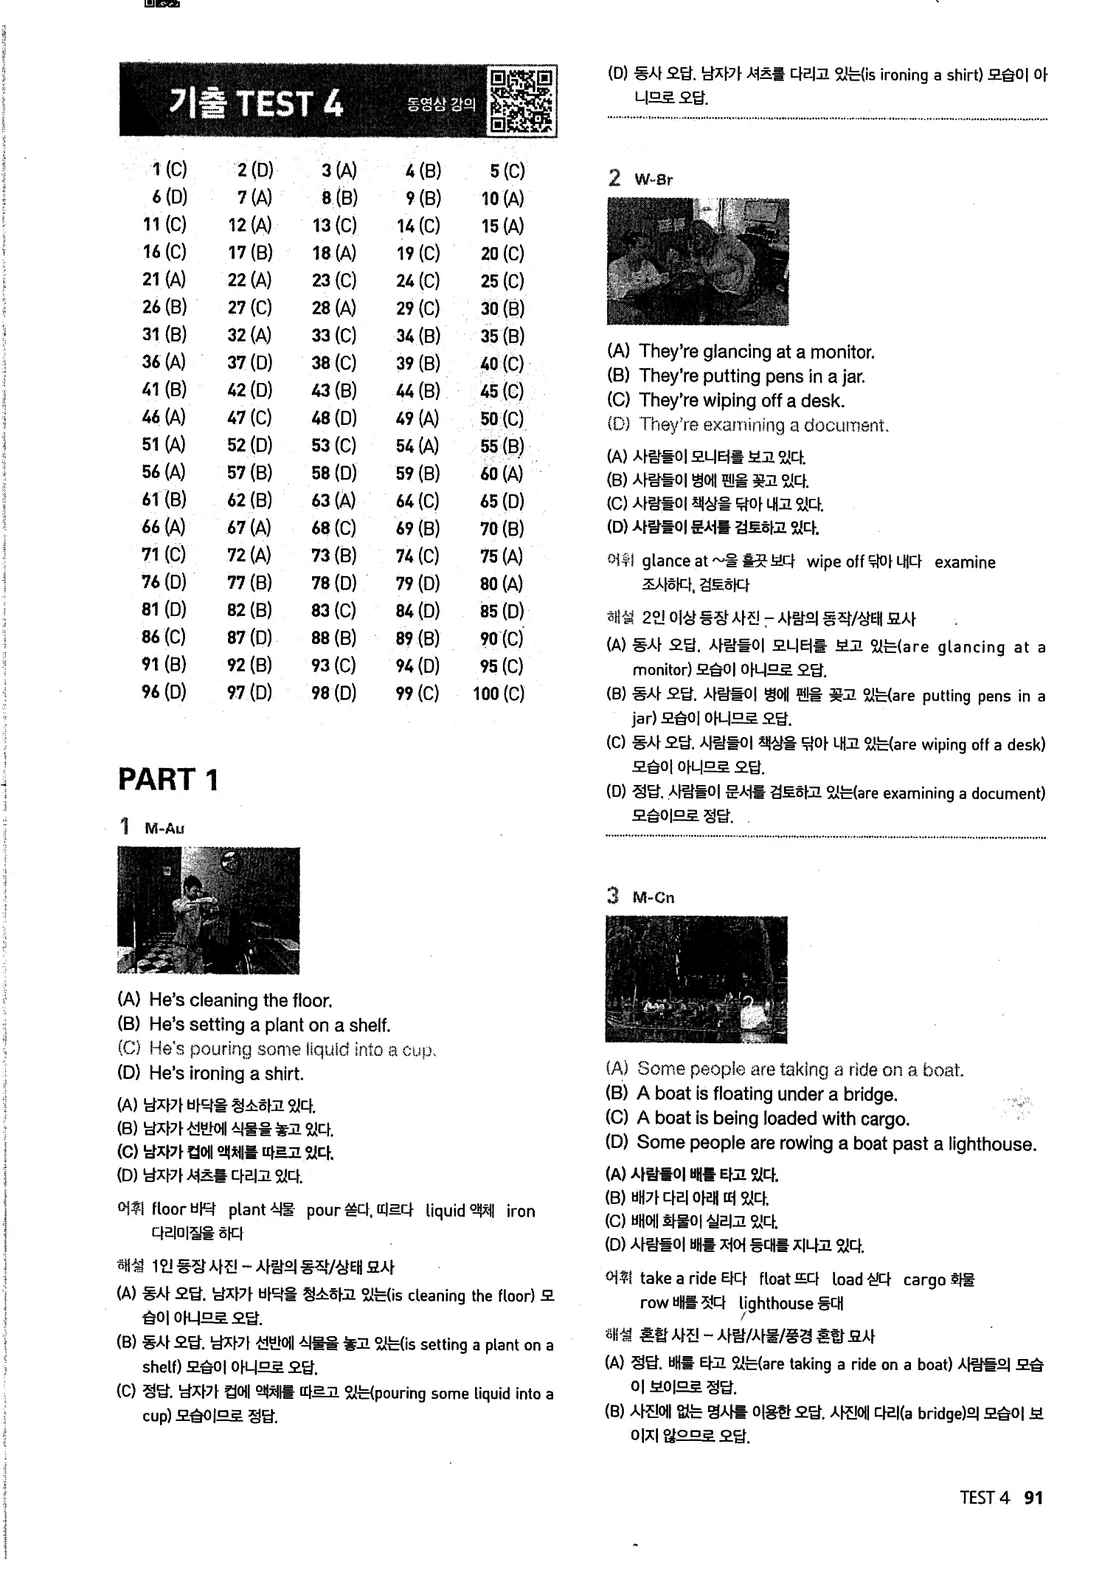 기출 TEST 4 동영상 강의
1 (C) 2 (D) 3 (A) 4 (B) 5 (C)
6 (D) 7 (A) 8 (B) 9 (B) 10 (A)
11 (C) 12 (A) 13 (C) 14 (C) 15 (A)
16 (C) 17 (B) 18 (A) 19 (C) 20 (C)
21 (A) 22 (A) 23 (C) 24 (C) 25 (C)
26 (B) 27 (C) 28 (A) 29 (C) 30 (B)
31 (B) 32 (A) 33 (C) 34 (B) 35 (B)
36 (A) 37 (D) 38 (C) 39 (B) 40 (C)
41 (B) 42 (D) 43 (B) 44 (B) 45 (C)
46 (A) 47 (C) 48 (D) 49 (A) 50 (C)
51 (A) 52 (D) 53 (C) 54 (A) 55 (B)
56 (A) 57 (B) 58 (D) 59 (B) 60 (A)
61 (B) 62 (B) 63 (A) 64 (C) 65 (D)
66 (A) 67 (A) 68 (C) 69 (B) 70 (B)
71 (C) 72 (A) 73 (B) 74 (C) 75 (A)
76 (D) 77 (B) 78 (D) 79 (D) 80 (A)
81 (D) 82 (B) 83 (C) 84 (D) 85 (D)
86 (C) 87 (D) 88 (B) 89 (B) 90 (C)
91 (B) 92 (B) 93 (C) 94 (D) 95 (C)
96 (D) 97 (D) 98 (D) 99 (C) 100 (C)
PART 1
1 M-Au
(A) He's cleaning the floor.
(B) He's setting a plant on a shelf.
(C) He's pouring some liquid into a cup.
(D) He's ironing a shirt.
(A) 남자가 바닥을 청소하고 있다.
(B) 남자가 선반에 식물을 놓고 있다.
(C) 남자가 컵에 액체를 따르고 있다.
(D) 남자가 셔츠를 다리고 있다.
어휘 floor 바닥 plant 식물 pour 쏟다, 따르다 liquid 액체 iron
다리미질을 하다
해설 1인 등장 사진 – 사람의 동작/상태 묘사
(A) 동사 오답. 남자가 바닥을 청소하고 있는(is cleaning the floor) 모
습이 아니므로 오답.
(B) 동사 오답. 남자가 선반에 식물을 놓고 있는(is setting a plant on a
shelf) 모습이 아니므로 오답.
(C) 정답. 남자가 컵에 액체를 따르고 있는(pouring some liquid into a
cup) 모습이므로 정답.
(D) 동사 오답. 남자가 셔츠를 다리고 있는(is ironing a shirt) 모습이 아
니므로 오답.
2 W-Br
(A) They're glancing at a monitor.
(B) They're putting pens in a jar.
(C) They're wiping off a desk.
(D) They're examining a document.
(A) 사람들이 모니터를 보고 있다.
(B) 사람들이 병에 펜을 꽂고 있다.
(C) 사람들이 책상을 닦아 내고 있다.
(D) 사람들이 문서를 검토하고 있다.
어휘 glance at ~을 흘끗 보다 wipe off 닦아 내다 examine
조사하다, 검토하다
해설 2인 이상 등장 사진 – 사람의 동작/상태 묘사
(A) 동사 오답. 사람들이 모니터를 보고 있는(are glancing at a
monitor) 모습이 아니므로 오답.
(B) 동사 오답. 사람들이 병에 펜을 꽂고 있는(are putting pens in a
jar) 모습이 아니므로 오답.
(C) 동사 오답. 사람들이 책상을 닦아 내고 있는(are wiping off a desk)
모습이 아니므로 오답.
(D) 정답. 사람들이 문서를 검토하고 있는(are examining a document)
모습이므로 정답.
3 M-Cn
(A) Some people are taking a ride on a boat.
(B) A boat is floating under a bridge.
(C) A boat is being loaded with cargo.
(D) Some people are rowing a boat past a lighthouse.
(A) 사람들이 배를 타고 있다.
(B) 배가 다리 아래 떠 있다.
(C) 배에 화물이 실리고 있다.
(D) 사람들이 배를 저어 등대를 지나고 있다.
어휘 take a ride 타다 float 뜨다 load 싣다 cargo 화물
row 배를 젓다 lighthouse 등대
해설 혼합 사진 – 사람/사물/풍경 혼합 묘사
(A) 정답. 배를 타고 있는(are taking a ride on a boat) 사람들의 모습
이 보이므로 정답.
(B) 사진에 없는 명사를 이용한 오답. 사진에 다리(a bridge)의 모습이 보
이지 않으므로 오답.
TEST 4 91